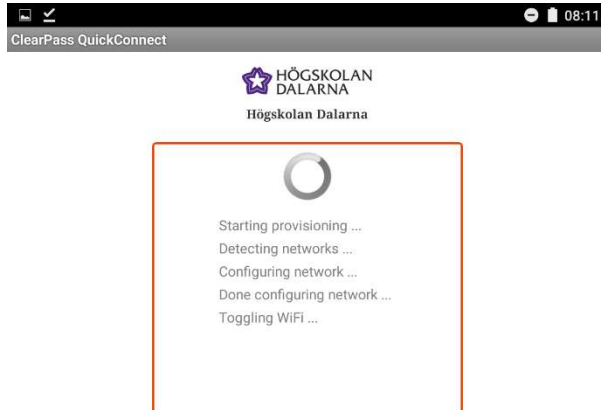 08:11
ClearPass QuickConnect
HÖGSKOLAN
DALARNA
Högskolan Dalarna
Starting provisioning ...
Detecting networks ...
Configuring network ...
Done configuring network ...
Toggling WiFi ...